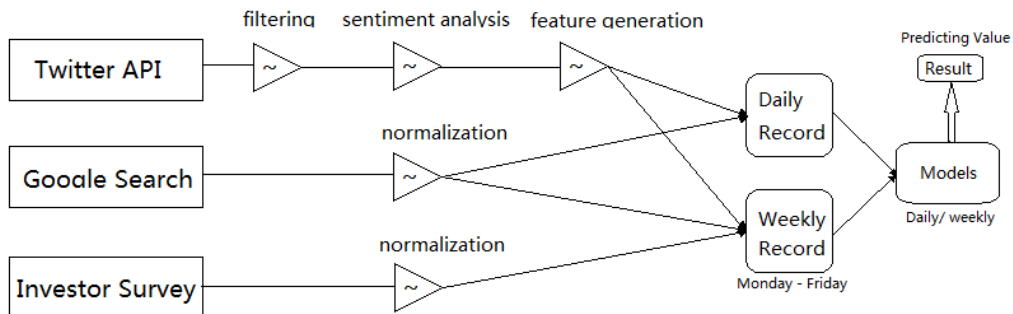 filtering
sentiment analysis
feature generation
Predicting Value
Twitter API
~
~
~
Result
Daily
Record
normalization
Google Search
~
Models
Daily/ weekly
Weekly
Record
normalization
Investor Survey
~
Monday - Friday